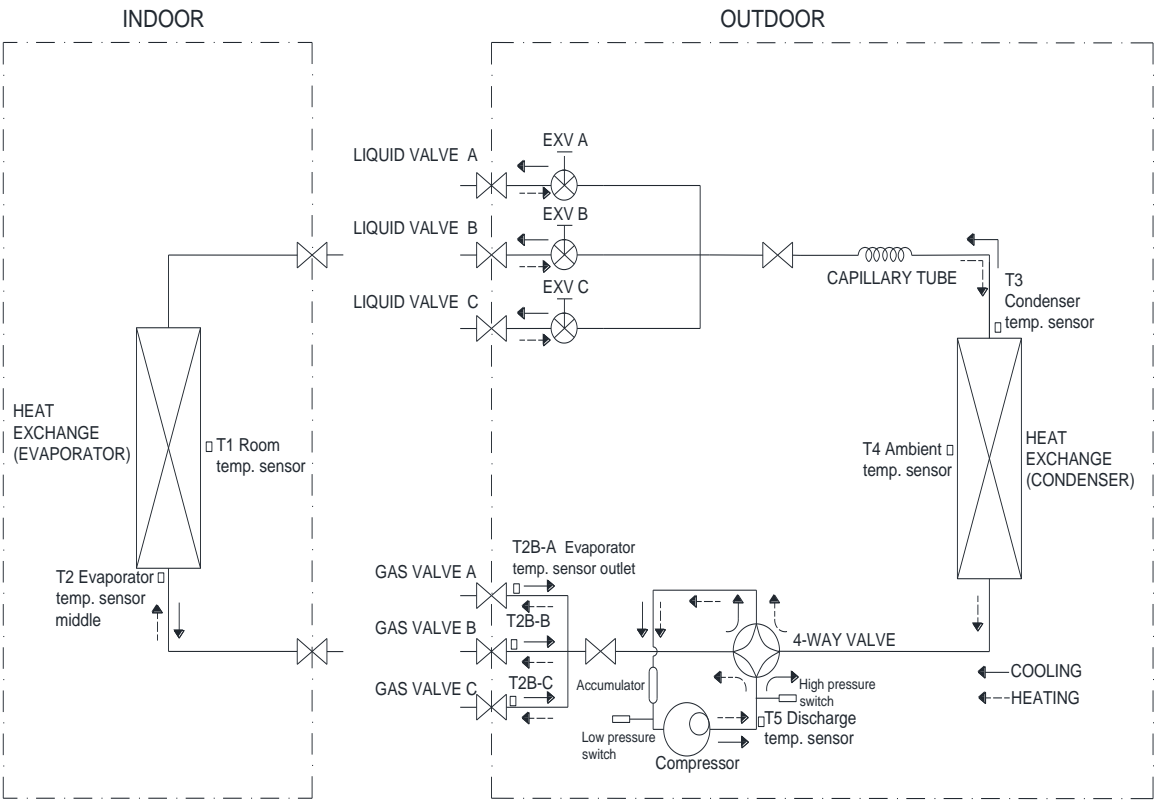 INDOOR
OUTDOOR
EXV A
LIQUID VALVE A
EXV B
LIQUID VALVE B
CAPILLARY TUBE
T3
Condenser
temp. sensor
EXV C
LIQUID VALVE C
HEAT
EXCHANGE
(EVAPORATOR)
T1 Room
temp. sensor
T4 Ambient
temp. sensor
HEAT
EXCHANGE
(CONDENSER)
T2 Evaporator
temp. sensor
middle
T2B-A Evaporator
temp. sensor outlet
GAS VALVE A
T2B-B
GAS VALVE B
4-WAY VALVE
T2B-C
GAS VALVE C
Accumulator
High pressure
switch
COOLING
HEATING
Low pressure
switch
T5 Discharge
temp. sensor
Compressor